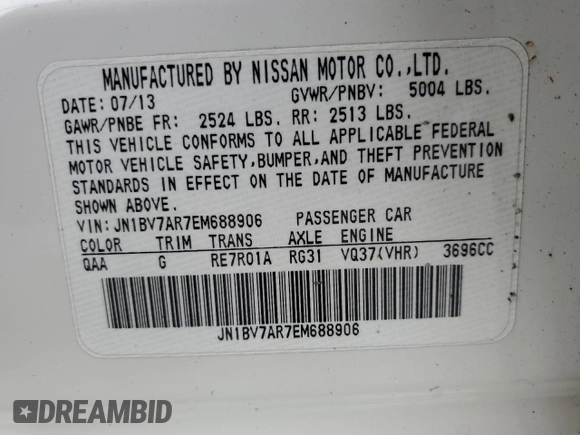 MANUFACTURED BY NISSAN MOTOR CO.,LTD.
DATE: 07/13 GVWR/PNBV: 5004 LBS.
GAWR/PNBE FR: 2524 LBS. RR: 2513 LBS.
THIS VEHICLE CONFORMS TO ALL APPLICABLE FEDERAL
MOTOR VEHICLE SAFETY,BUMPER,AND THEFT PREVENTION
STANDARDS IN EFFECT ON THE DATE OF MANUFACTURE
SHOWN ABOVE.
VIN: JN1BV7AR7EM688906 PASSENGER CAR
COLOR TRIM TRANS AXLE ENGINE
QAA G RE7R01A RG31 VQ37(VHR) 3696CC
JN1BV7AR7EM688906
DREAMBID